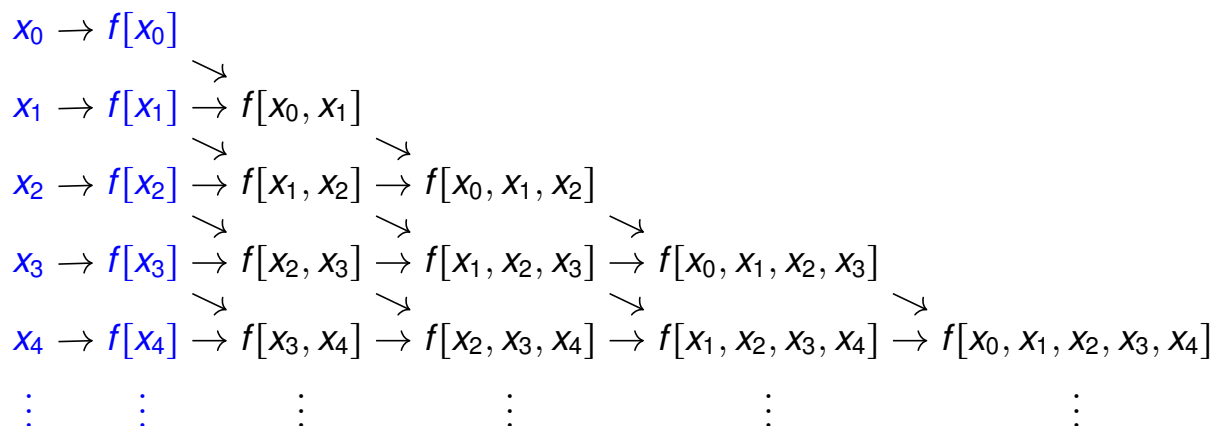 x₀ → f[x₀]
↘
x₁ → f[x₁] → f[x₀, x₁]
↘ ↘
x₂ → f[x₂] → f[x₁, x₂] → f[x₀, x₁, x₂]
↘ ↘ ↘
x₃ → f[x₃] → f[x₂, x₃] → f[x₁, x₂, x₃] → f[x₀, x₁, x₂, x₃]
↘ ↘ ↘ ↘
x₄ → f[x₄] → f[x₃, x₄] → f[x₂, x₃, x₄] → f[x₁, x₂, x₃, x₄] → f[x₀, x₁, x₂, x₃, x₄]
⋮ ⋮ ⋮ ⋮ ⋮ ⋮